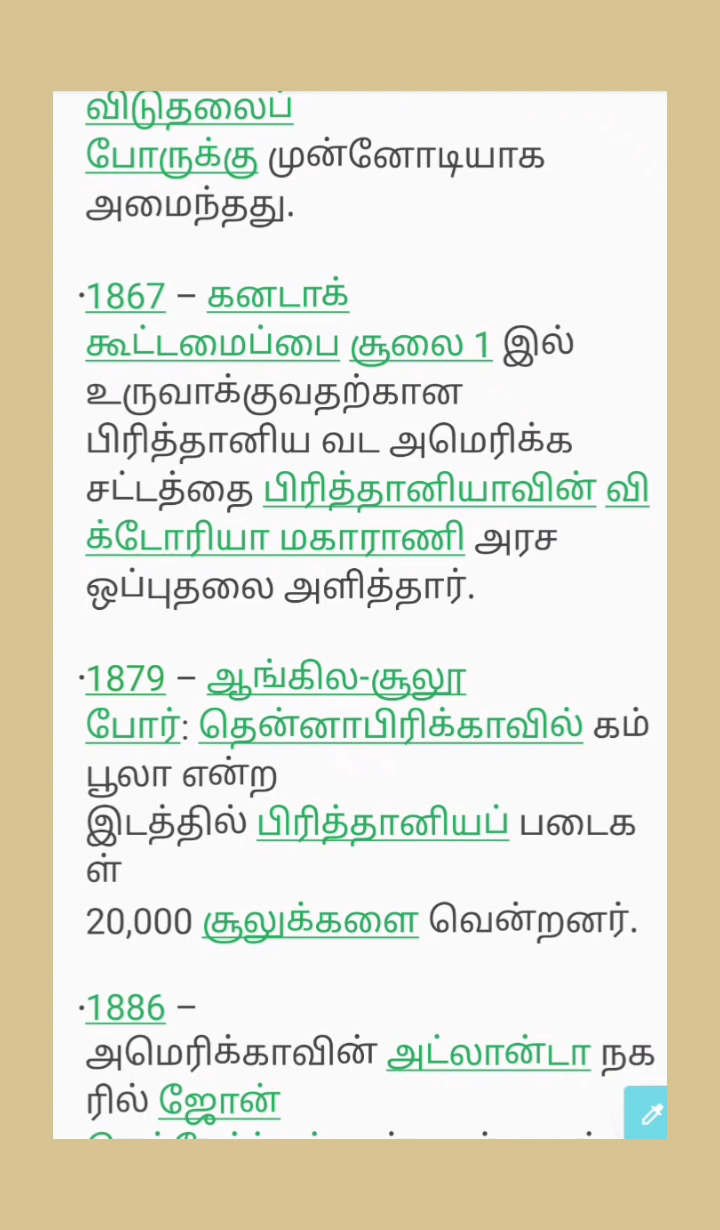 விடுதலைப்
போருக்கு முன்னோடியாக
அமைந்தது.
·1867 – கனடாக்
கூட்டமைப்பை சூலை 1 இல்
உருவாக்குவதற்கான
பிரித்தானிய வட அமெரிக்க
சட்டத்தை பிரித்தானியாவின் வி
க்டோரியா மகாராணி அரச
ஒப்புதலை அளித்தார்.
·1879 – ஆங்கில-சூலூ
போர்: தென்னாபிரிக்காவில் கம்
பூலா என்ற
இடத்தில் பிரித்தானியப் படைக
ள்
20,000 சூலுக்களை வென்றனர்.
·1886 –
அமெரிக்காவின் அட்லான்டா நக
ரில் ஜோன்